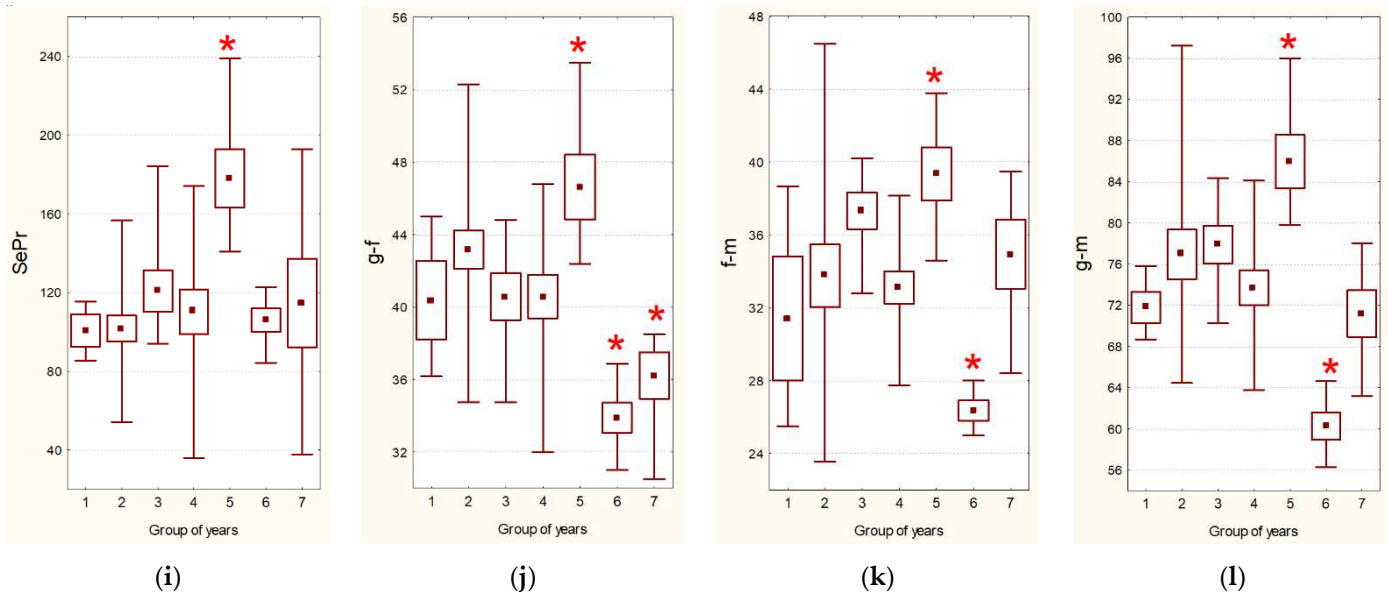 SePr
240
200
160
120
80
40
1 2 3 4 5 6 7
Group of years
(i)
g-f
56
52
48
44
40
36
32
1 2 3 4 5 6 7
Group of years
(j)
f-m
48
44
40
36
32
28
24
1 2 3 4 5 6 7
Group of years
(k)
g-m
100
96
92
88
84
80
76
72
68
64
60
56
1 2 3 4 5 6 7
Group of years
(l)